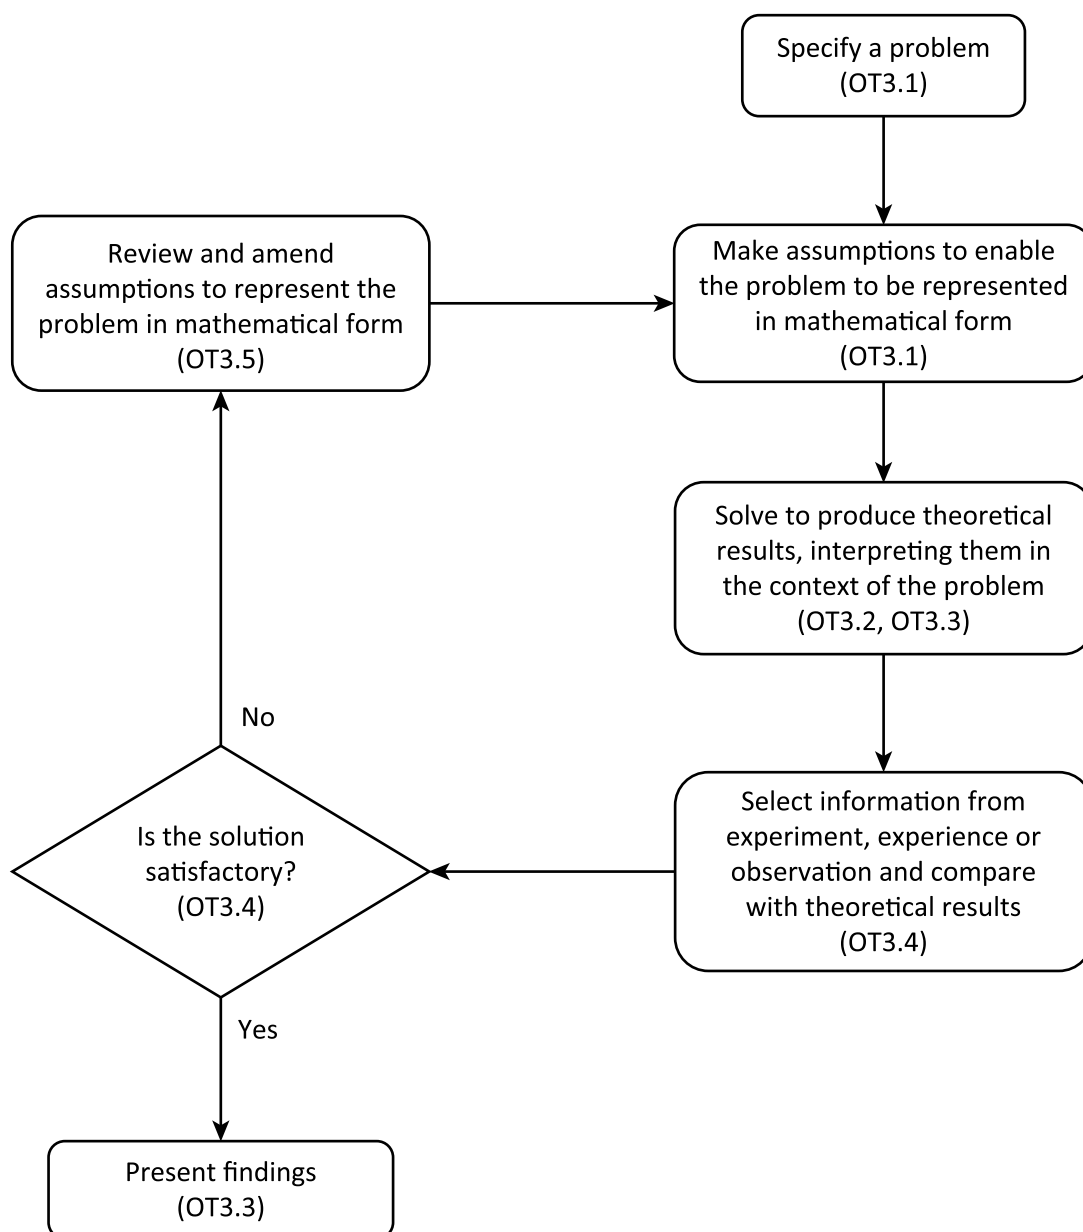 Specify a problem
(OT3.1)
Make assumptions to enable
the problem to be represented
in mathematical form
(OT3.1)
Solve to produce theoretical
results, interpreting them in
the context of the problem
(OT3.2, OT3.3)
Select information from
experiment, experience or
observation and compare
with theoretical results
(OT3.4)
Is the solution
satisfactory?
(OT3.4)
No
Review and amend
assumptions to represent the
problem in mathematical form
(OT3.5)
Yes
Present findings
(OT3.3)